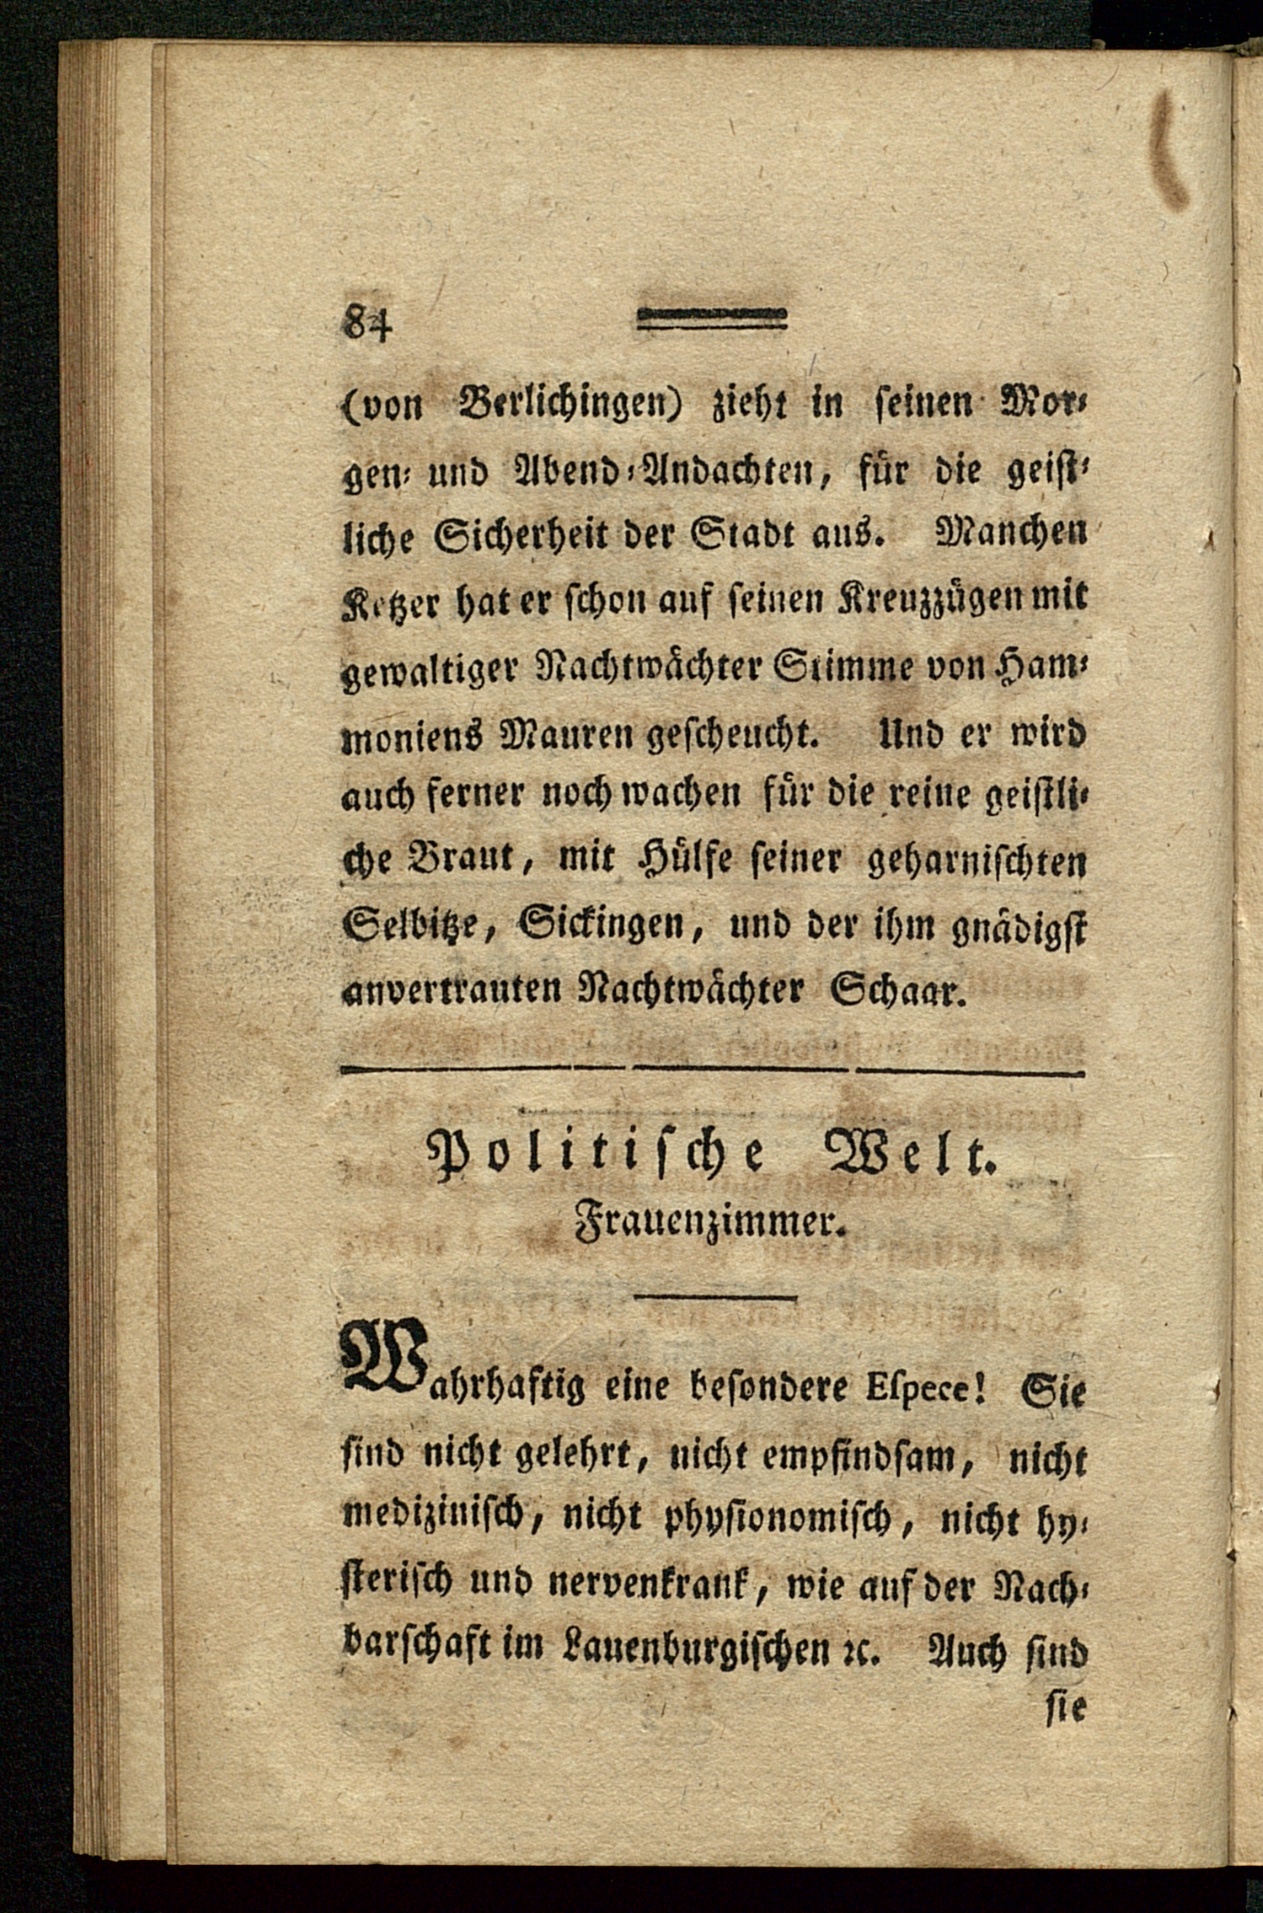 84
(von Berlichingen) zieht in seinen Mor⸗
gen⸗ und Abend⸗Andachten, für die geist⸗
liche Sicherheit der Stadt aus. Manchen
Ketzer hat er schon auf seinen Kreuzzügen mit
gewaltiger Nachtwächter Stimme von Ham⸗
moniens Mauren gescheucht. Und er wird
auch ferner noch wachen für die reine geistli⸗
che Braut, mit Hülfe seiner geharnischten
Selbitze, Sickingen, und der ihm gnädigst
anvertrauten Nachtwächter Schaar.
Politische Welt.
Frauenzimmer.
Wahrhaftig eine besondere Espece! Sie
sind nicht gelehrt, nicht empfindsam, nicht
medizinisch, nicht physionomisch, nicht hy⸗
sterisch und nervenkrank, wie auf der Nach⸗
barschaft im Lauenburgischen ꝛc. Auch sind
sie